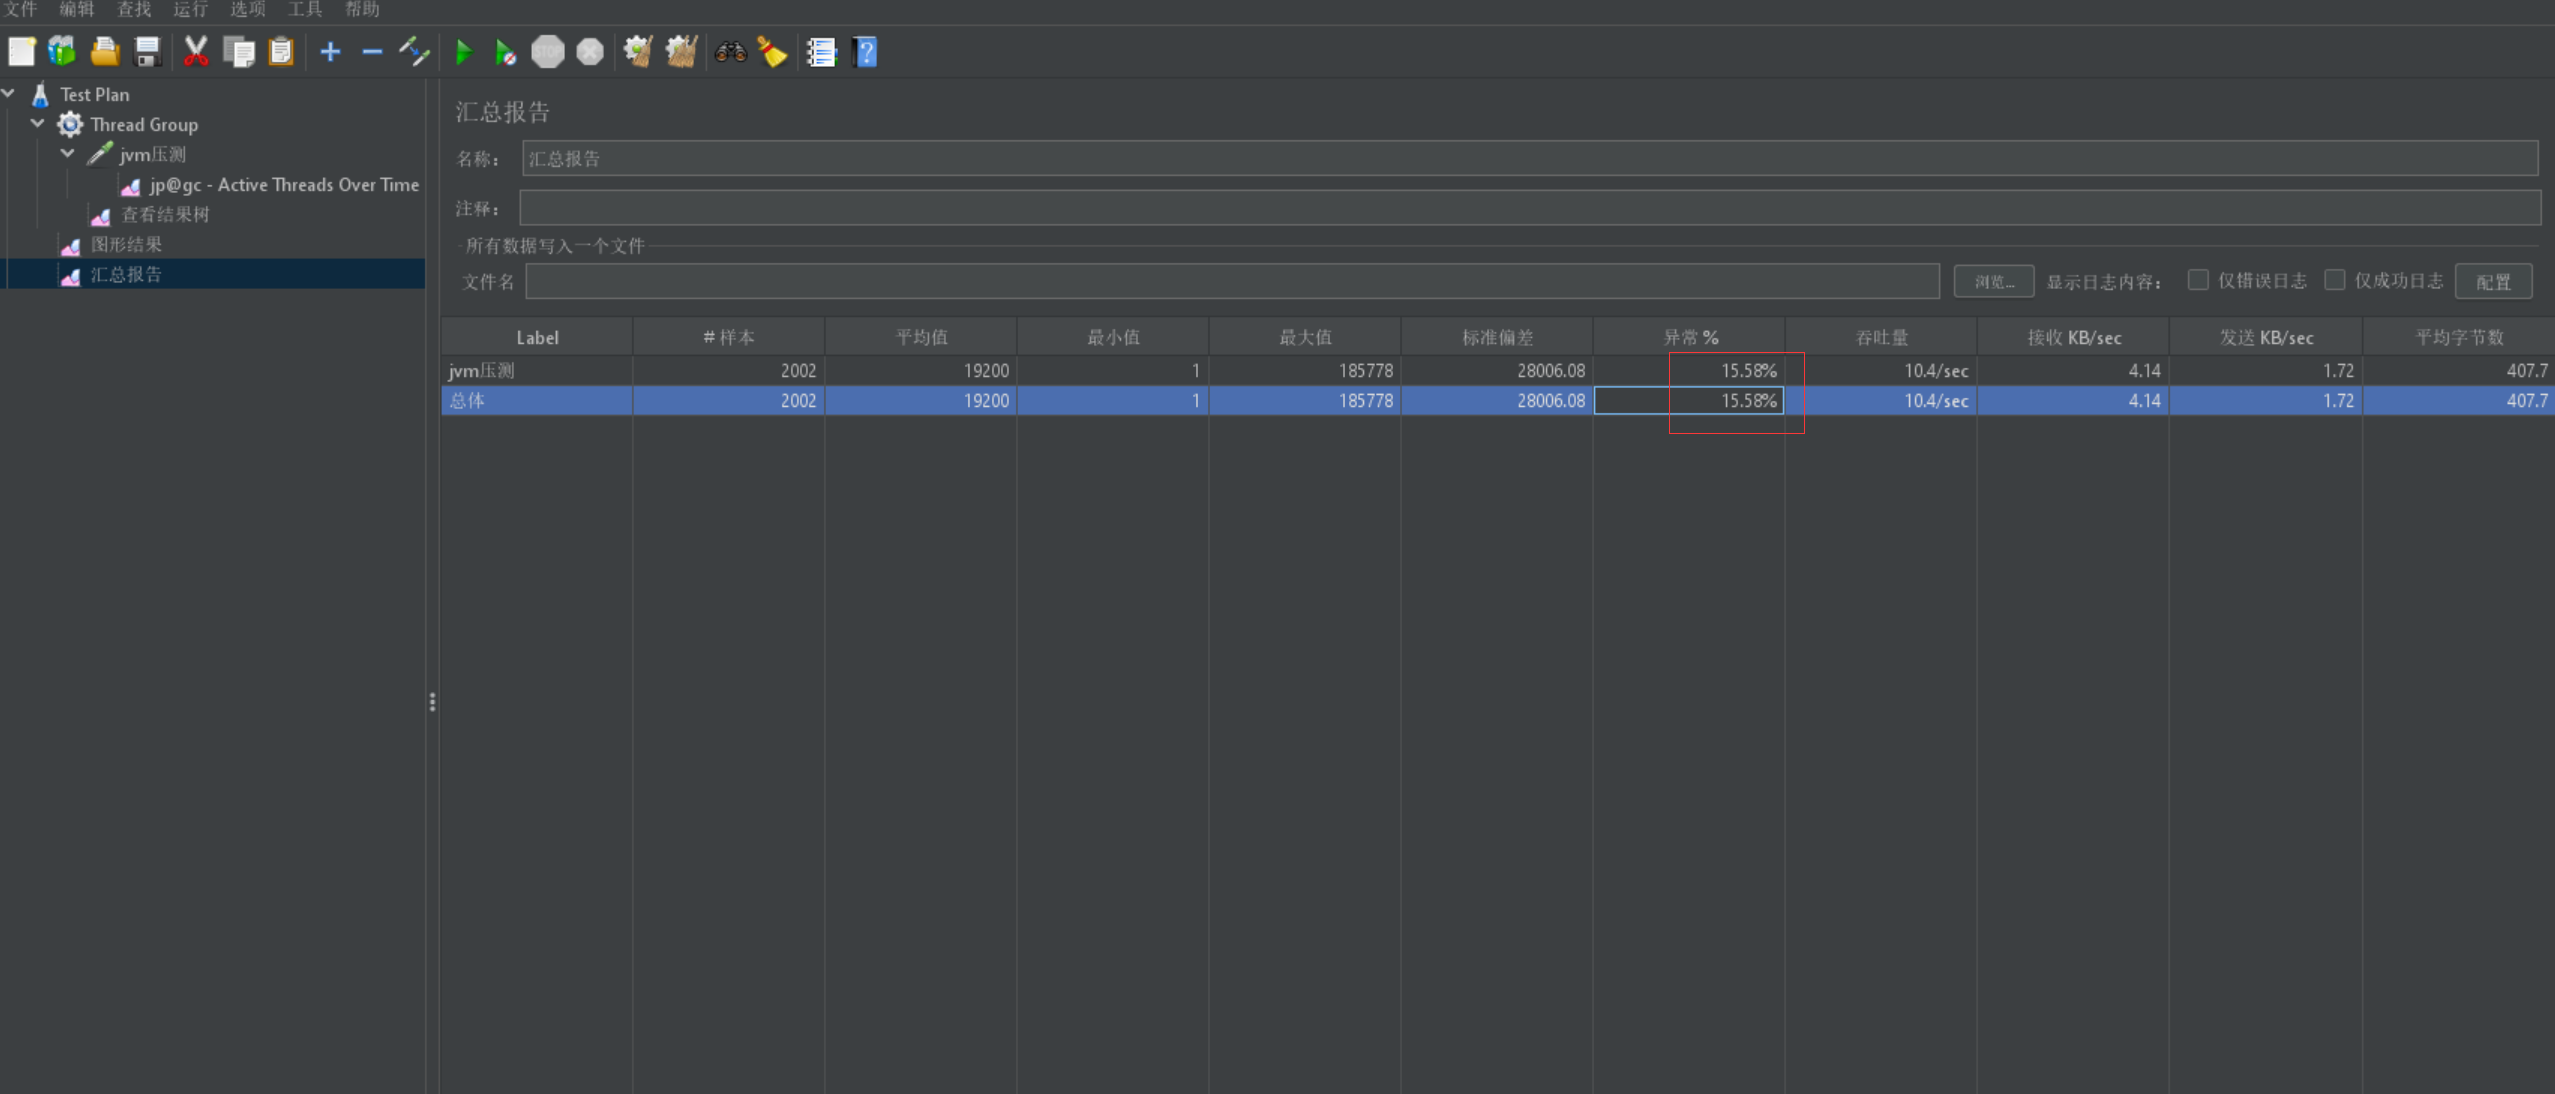 文件 编辑 查找 运行 选项 工具 帮助
STOP
Test Plan
Thread Group
jvm压测
jp@gc - Active Threads Over Time
查看结果树
图形结果
汇总报告
汇总报告
名称： 汇总报告
注释：
所有数据写入一个文件
文件名 浏览... 显示日志内容： 仅错误日志 仅成功日志 配置
Label # 样本 平均值 最小值 最大值 标准偏差 异常 % 吞吐量 接收 KB/sec 发送 KB/sec 平均字节数
jvm压测 2002 19200 1 185778 28006.08 15.58% 10.4/sec 4.14 1.72 407.7
总体 2002 19200 1 185778 28006.08 15.58% 10.4/sec 4.14 1.72 407.7